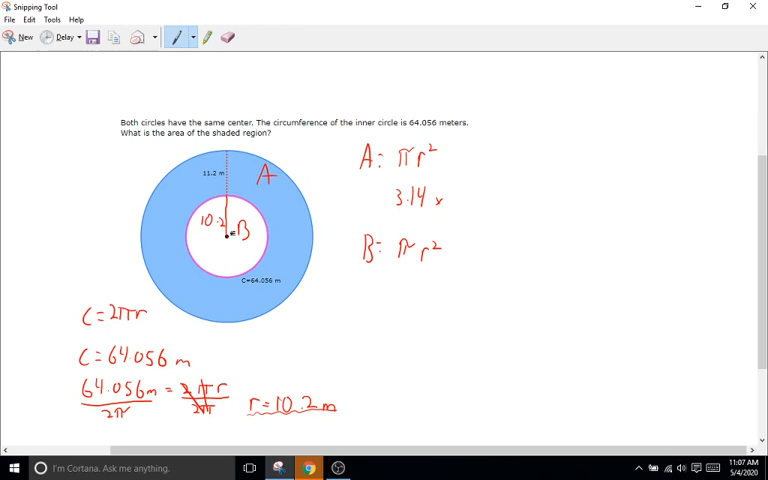 Snipping Tool
File Edit Tools Help
New Delay
Both circles have the same center. The circumference of the inner circle is 64.056 meters.
What is the area of the shaded region?
11.2 m
A
10.2
B
C=64.056 m
A: πr²
3.14 x
B: πr²
C=2πr
C=64.056 m
64.056m = 2πr
2π 2π
r=10.2m
I'm Cortana. Ask me anything.
11:07 AM
5/4/2020